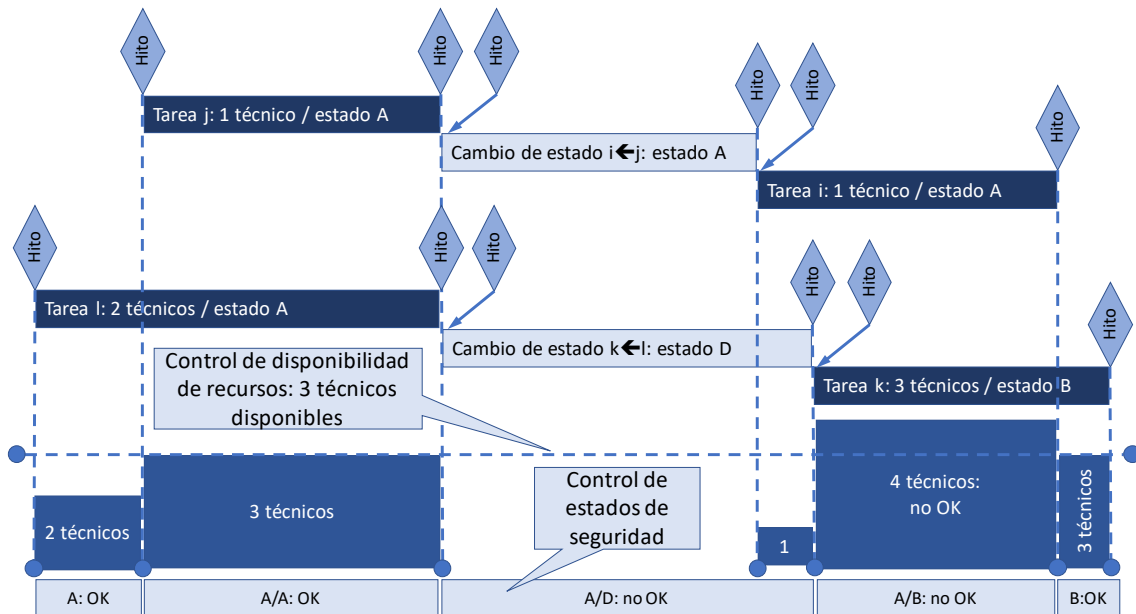 Hito
Hito
Hito
Hito
Hito
Hito
Tarea j: 1 técnico / estado A
Cambio de estado i🡸j: estado A
Tarea i: 1 técnico / estado A
Hito
Hito
Hito
Hito
Hito
Hito
Tarea l: 2 técnicos / estado A
Cambio de estado k🡸l: estado D
Tarea k: 3 técnicos / estado B
Control de disponibilidad
de recursos: 3 técnicos
disponibles
Control de
estados de
seguridad
2 técnicos
3 técnicos
1
4 técnicos:
no OK
3 técnicos
A: OK
A/A: OK
A/D: no OK
A/B: no OK
B:OK